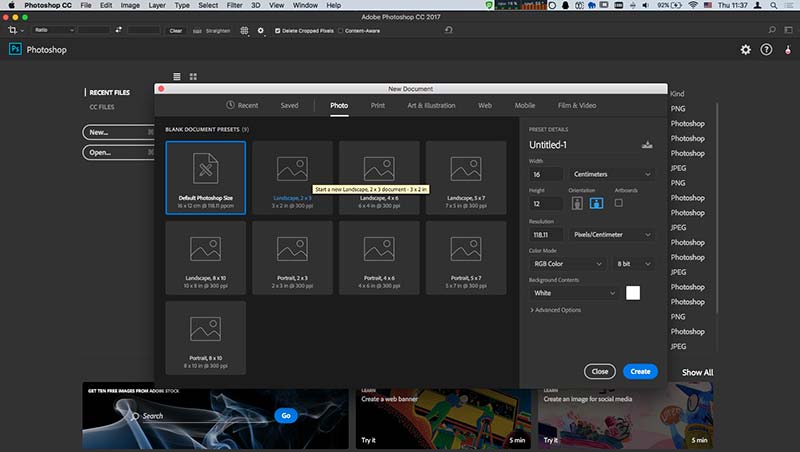 Photoshop CC File Edit Image Layer Type Select Filter 3D View Window Help 92% Thu 11:37
Adobe Photoshop CC 2017
Ratio Clear Straighten Delete Cropped Pixels Content-Aware
Ps Photoshop
RECENT FILES
CC FILES
New...
Open...
New Document
Recent Saved Photo Print Art & Illustration Web Mobile Film & Video
BLANK DOCUMENT PRESETS (9)
Default Photoshop Size
16 x 12 cm @ 118.11 ppcm
Landscape, 2 x 3
3 x 2 in @ 300 ppi
Start a new Landscape, 2 x 3 document - 3 x 2 in
Landscape, 4 x 6
6 x 4 in @ 300 ppi
Landscape, 5 x 7
7 x 5 in @ 300 ppi
Landscape, 8 x 10
10 x 8 in @ 300 ppi
Portrait, 2 x 3
2 x 3 in @ 300 ppi
Portrait, 4 x 6
4 x 6 in @ 300 ppi
Portrait, 5 x 7
5 x 7 in @ 300 ppi
Portrait, 8 x 10
8 x 10 in @ 300 ppi
PRESET DETAILS
Untitled-1
Width
16 Centimeters
Height Orientation Artboards
12
Resolution
118.11 Pixels/Centimeter
Color Mode
RGB Color 8 bit
Background Contents
White
Advanced Options
Close Create
Kind
PNG
Photoshop
Photoshop
Photoshop
PNG
JPEG
Photoshop
Photoshop
Photoshop
Photoshop
Photoshop
JPEG
Photoshop
Photoshop
PNG
Photoshop
JPEG
Show All
GET TEN FREE IMAGES FROM ADOBE STOCK
Search Go
LEARN
Create a web banner
Try it 5 min
LEARN
Create an image for social media
Try it 5 min